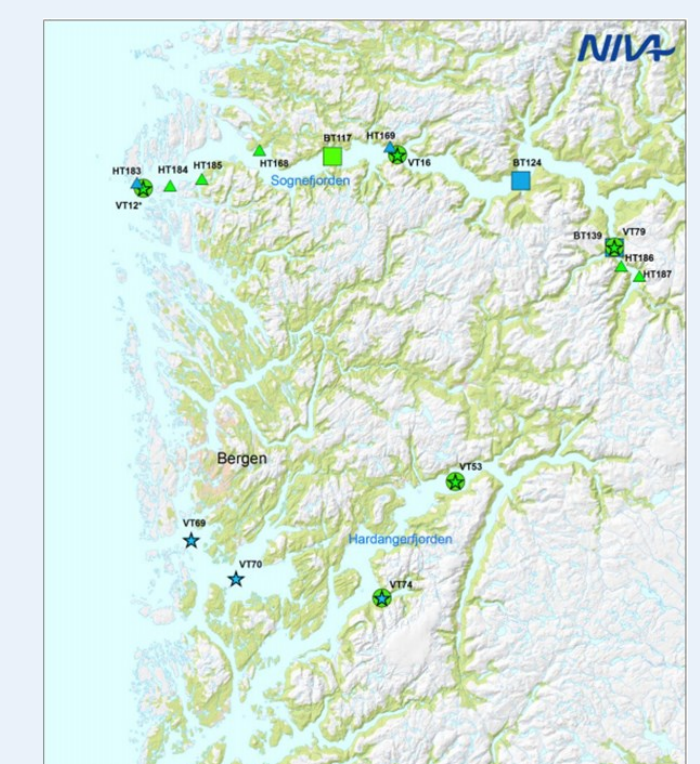 NIVA
BT117
HT169
VT16
HT168
HT183
HT184
HT185
VT12*
Sognefjorden
BT124
BT139
VT79
HT186
HT187
Bergen
VT53
VT69
Hardangerfjorden
VT70
VT74